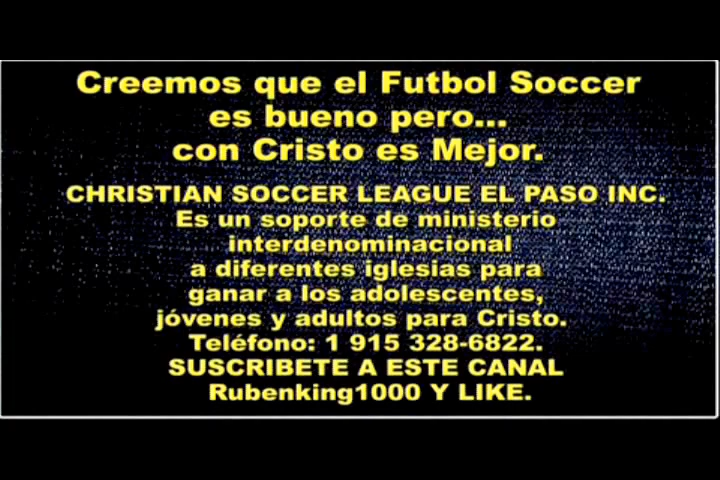 Creemos que el Futbol Soccer
es bueno pero...
con Cristo es Mejor.
CHRISTIAN SOCCER LEAGUE EL PASO INC.
Es un soporte de ministerio
interdenominacional
a diferentes iglesias para
ganar a los adolescentes,
jóvenes y adultos para Cristo.
Teléfono: 1 915 328-6822.
SUSCRIBETE A ESTE CANAL
Rubenking1000 Y LIKE.